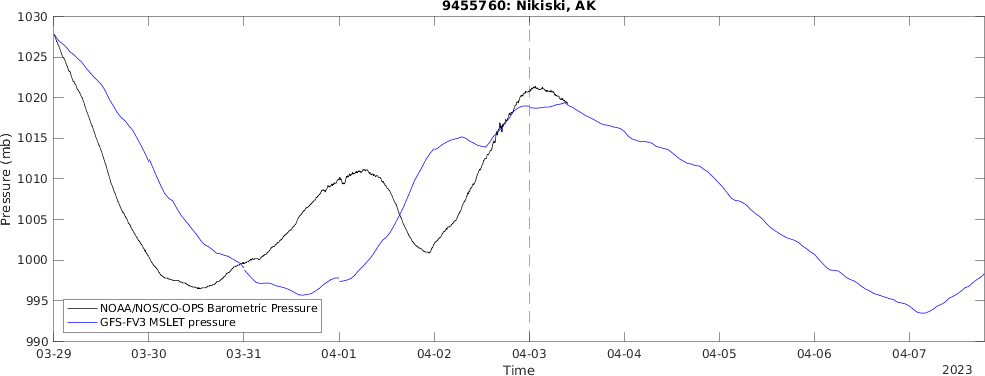 9455760: Nikiski, AK
Pressure (mb)
1030
1025
1020
1015
1010
1005
1000
995
990
NOAA/NOS/CO-OPS Barometric Pressure
GFS-FV3 MSLET pressure
03-29 03-30 03-31 04-01 04-02 04-03 04-04 04-05 04-06 04-07
Time
2023